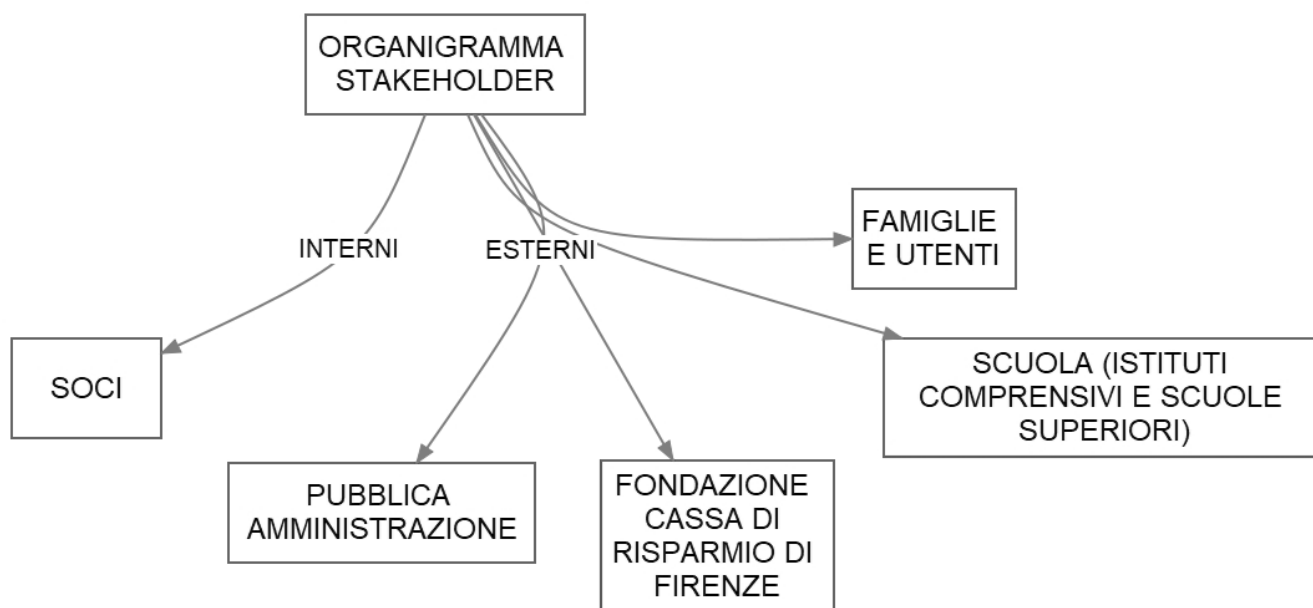 ORGANIGRAMMA
STAKEHOLDER
INTERNI
ESTERNI
FAMIGLIE
E UTENTI
SOCI
SCUOLA (ISTITUTI
COMPRENSIVI E SCUOLE
SUPERIORI)
PUBBLICA
AMMINISTRAZIONE
FONDAZIONE
CASSA DI
RISPARMIO DI
FIRENZE